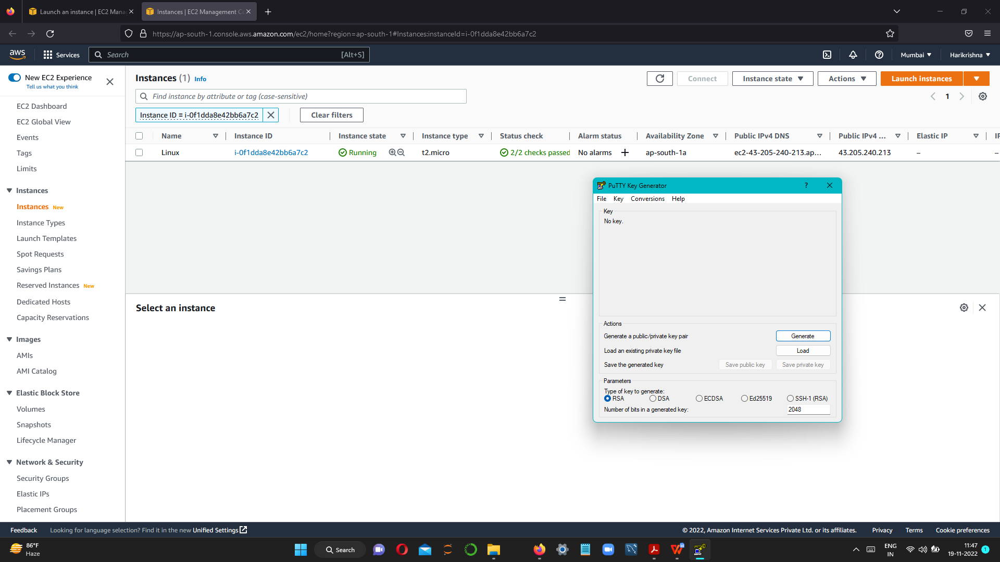 Launch an instance | EC2 Mana
Instances | EC2 Management Co
https://ap-south-1.console.aws.amazon.com/ec2/home?region=ap-south-1#Instances:instanceId=i-0f1dda8e42bb6a7c2
aws
Services
Search
[Alt+S]
Mumbai
Harikrishna
New EC2 Experience
Tell us what you think
EC2 Dashboard
EC2 Global View
Events
Tags
Limits
Instances
Instances New
Instance Types
Launch Templates
Spot Requests
Savings Plans
Reserved Instances New
Dedicated Hosts
Capacity Reservations
Images
AMIs
AMI Catalog
Elastic Block Store
Volumes
Snapshots
Lifecycle Manager
Network & Security
Security Groups
Elastic IPs
Placement Groups
Instances (1) Info
Connect
Instance state
Actions
Launch instances
Find instance by attribute or tag (case-sensitive)
1
Instance ID = i-0f1dda8e42bb6a7c2
Clear filters
Name Instance ID Instance state Instance type Status check Alarm status Availability Zone Public IPv4 DNS Public IPv4 ... Elastic IP IP
Linux i-0f1dda8e42bb6a7c2 Running t2.micro 2/2 checks passed No alarms + ap-south-1a ec2-43-205-240-213.ap... 43.205.240.213 – –
Select an instance
PuTTY Key Generator
?
File Key Conversions Help
Key
No key.
Actions
Generate a public/private key pair
Generate
Load an existing private key file
Load
Save the generated key
Save public key
Save private key
Parameters
Type of key to generate:
RSA DSA ECDSA Ed25519 SSH-1 (RSA)
Number of bits in a generated key:
2048
Feedback
Looking for language selection? Find it in the new Unified Settings
© 2022, Amazon Internet Services Private Ltd. or its affiliates.
Privacy
Terms
Cookie preferences
86°F
Haze
Search
ENG
IN
11:47
19-11-2022
1